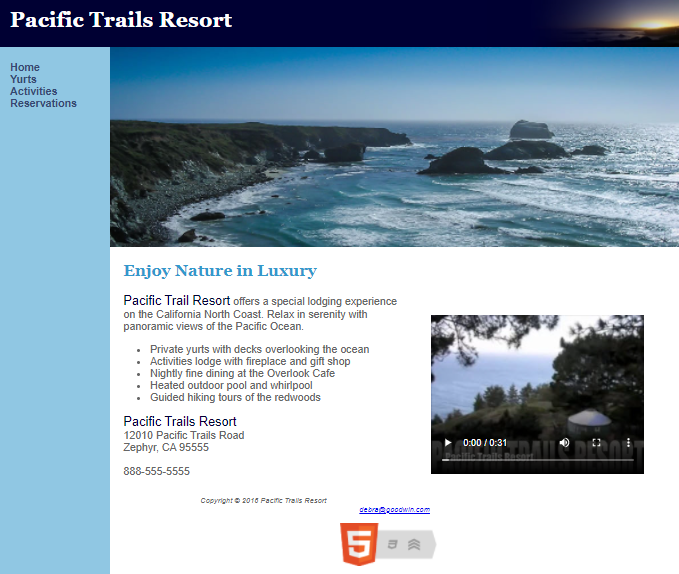 Pacific Trails Resort
Home
Yurts
Activities
Reservations
Enjoy Nature in Luxury
Pacific Trail Resort offers a special lodging experience
on the California North Coast. Relax in serenity with
panoramic views of the Pacific Ocean.
Private yurts with decks overlooking the ocean
Activities lodge with fireplace and gift shop
Nightly fine dining at the Overlook Cafe
Heated outdoor pool and whirlpool
Guided hiking tours of the redwoods
Pacific Trails Resort
12010 Pacific Trails Road
Zephyr, CA 95555
888-555-5555
0:00 / 0:31
PACIFIC TRAILS RESORT
Pacific Trails Resort
Copyright © 2016 Pacific Trails Resort
debra@goodwin.com
5
3